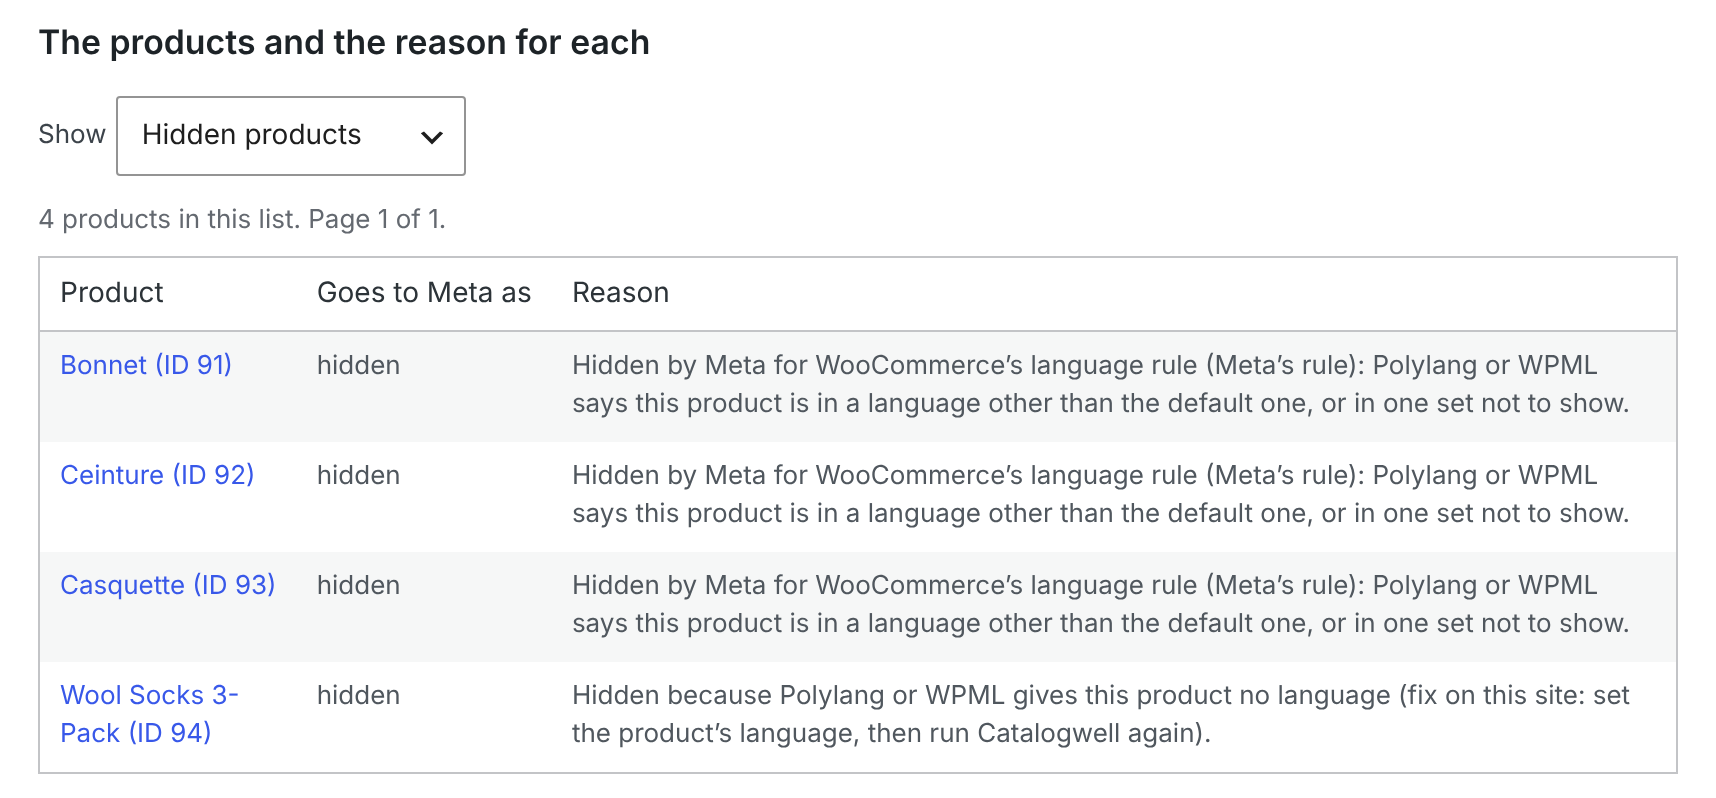 The products and the reason for each
Show Hidden products
4 products in this list. Page 1 of 1.
Product Goes to Meta as Reason
Bonnet (ID 91) hidden Hidden by Meta for WooCommerce’s language rule (Meta’s rule): Polylang or WPML
says this product is in a language other than the default one, or in one set not to show.
Ceinture (ID 92) hidden Hidden by Meta for WooCommerce’s language rule (Meta’s rule): Polylang or WPML
says this product is in a language other than the default one, or in one set not to show.
Casquette (ID 93) hidden Hidden by Meta for WooCommerce’s language rule (Meta’s rule): Polylang or WPML
says this product is in a language other than the default one, or in one set not to show.
Wool Socks 3- hidden Hidden because Polylang or WPML gives this product no language (fix on this site: set
Pack (ID 94) the product’s language, then run Catalogwell again).